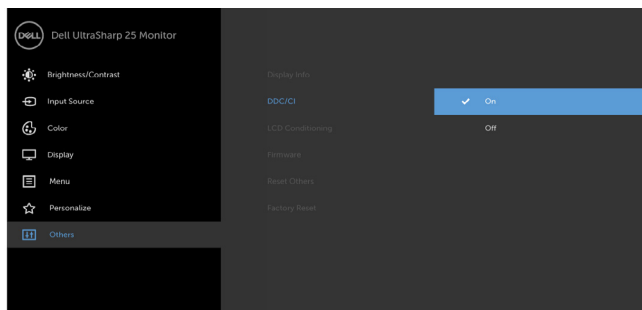 DELL Dell UltraSharp 25 Monitor
Brightness/Contrast
Input Source
Color
Display
Menu
Personalize
Others
Display Info
DDC/CI
LCD Conditioning
Firmware
Reset Others
Factory Reset
On
Off